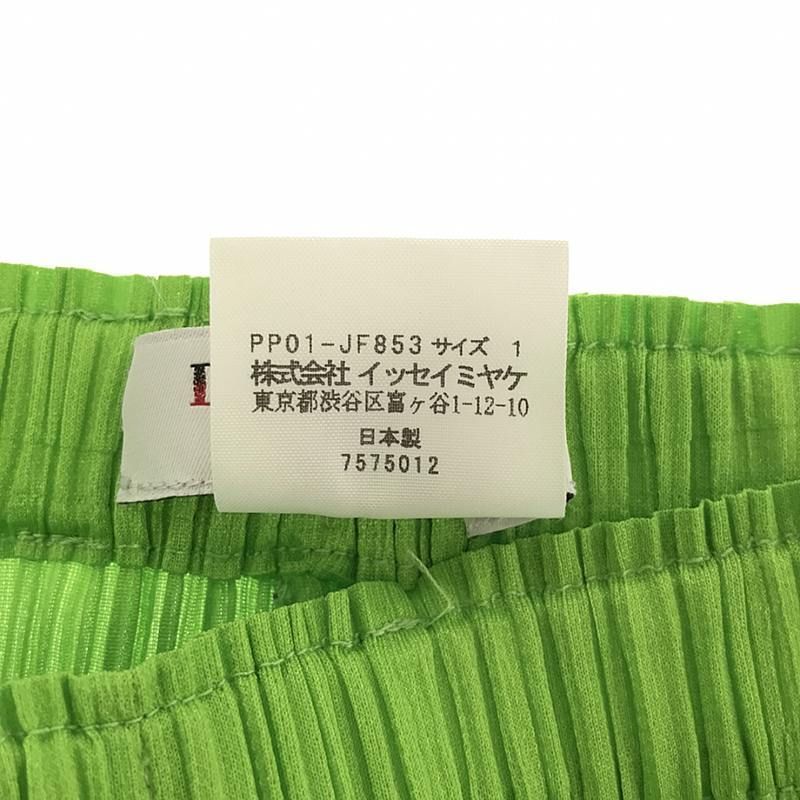 PP01-JF853 サイズ 1
株式会社 イッセイミヤケ
東京都渋谷区富ヶ谷1-12-10
日本製
7575012